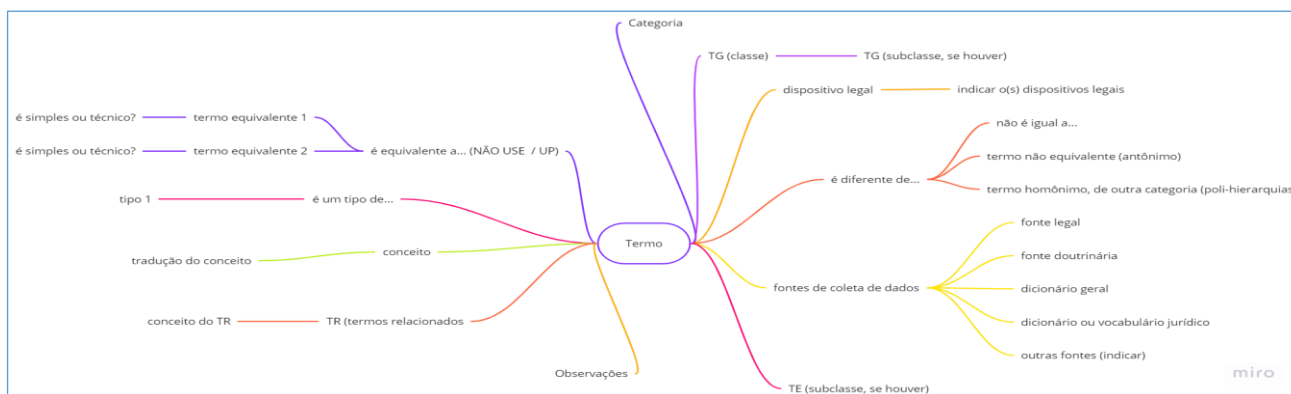 Categoria
TG (classe)
TG (subclasse, se houver)
dispositivo legal
indicar o(s) dispositivos legais
não é igual a...
é simples ou técnico?
termo equivalente 1
é simples ou técnico?
termo equivalente 2
é equivalente a... (NÃO USE / UP)
termo não equivalente (antônimo)
é diferente de...
termo homônimo, de outra categoria (poli-hierarquias
tipo 1
é um tipo de...
Termo
fonte legal
tradução do conceito
conceito
fonte doutrinária
fontes de coleta de dados
dicionário geral
conceito do TR
TR (termos relacionados
dicionário ou vocabulário jurídico
outras fontes (indicar)
Observações
TE (subclasse, se houver)
miro